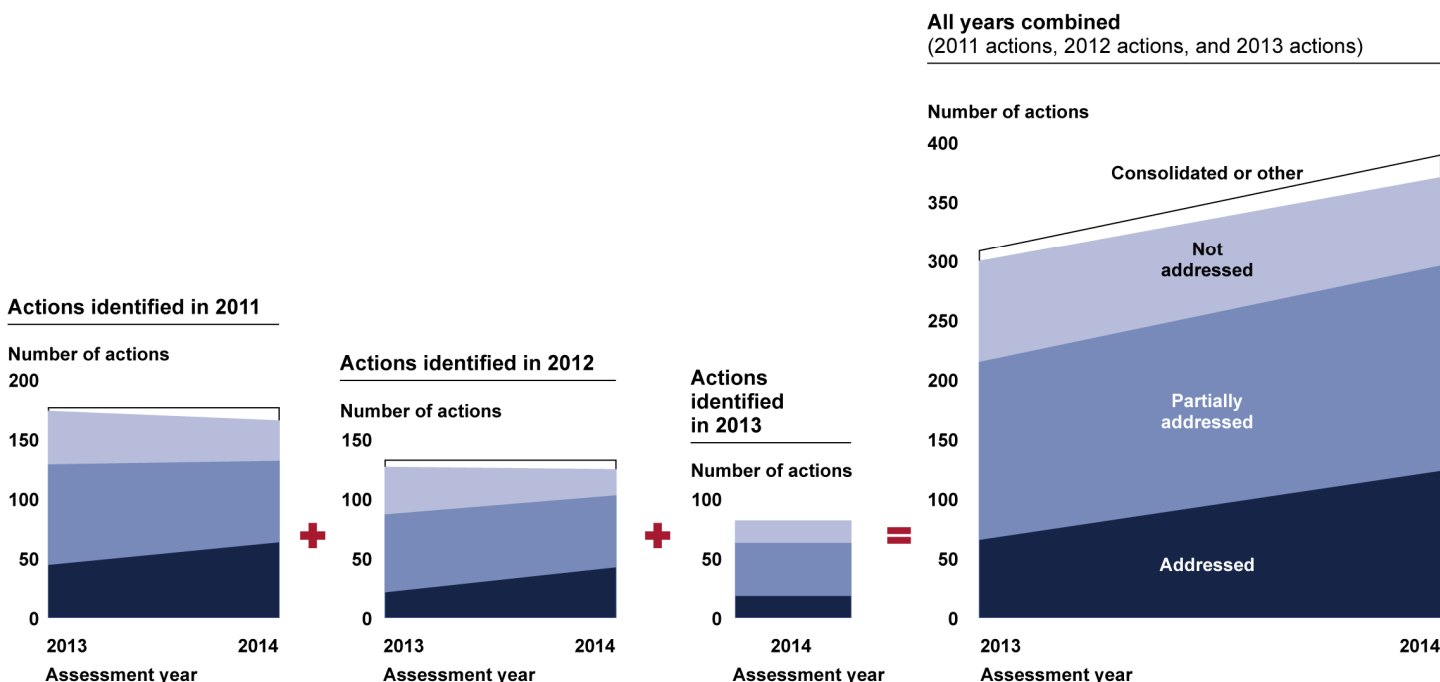 Actions identified in 2011
Number of actions
200
150
100
50
0
2013 2014
Assessment year
Actions identified in 2012
Number of actions
150
100
50
0
2013 2014
Assessment year
Actions
identified
in 2013
Number of actions
100
50
0
2014
Assessment year
All years combined
(2011 actions, 2012 actions, and 2013 actions)
Number of actions
400
350
300
250
200
150
100
50
0
Consolidated or other
Not
addressed
Partially
addressed
Addressed
2013 2014
Assessment year